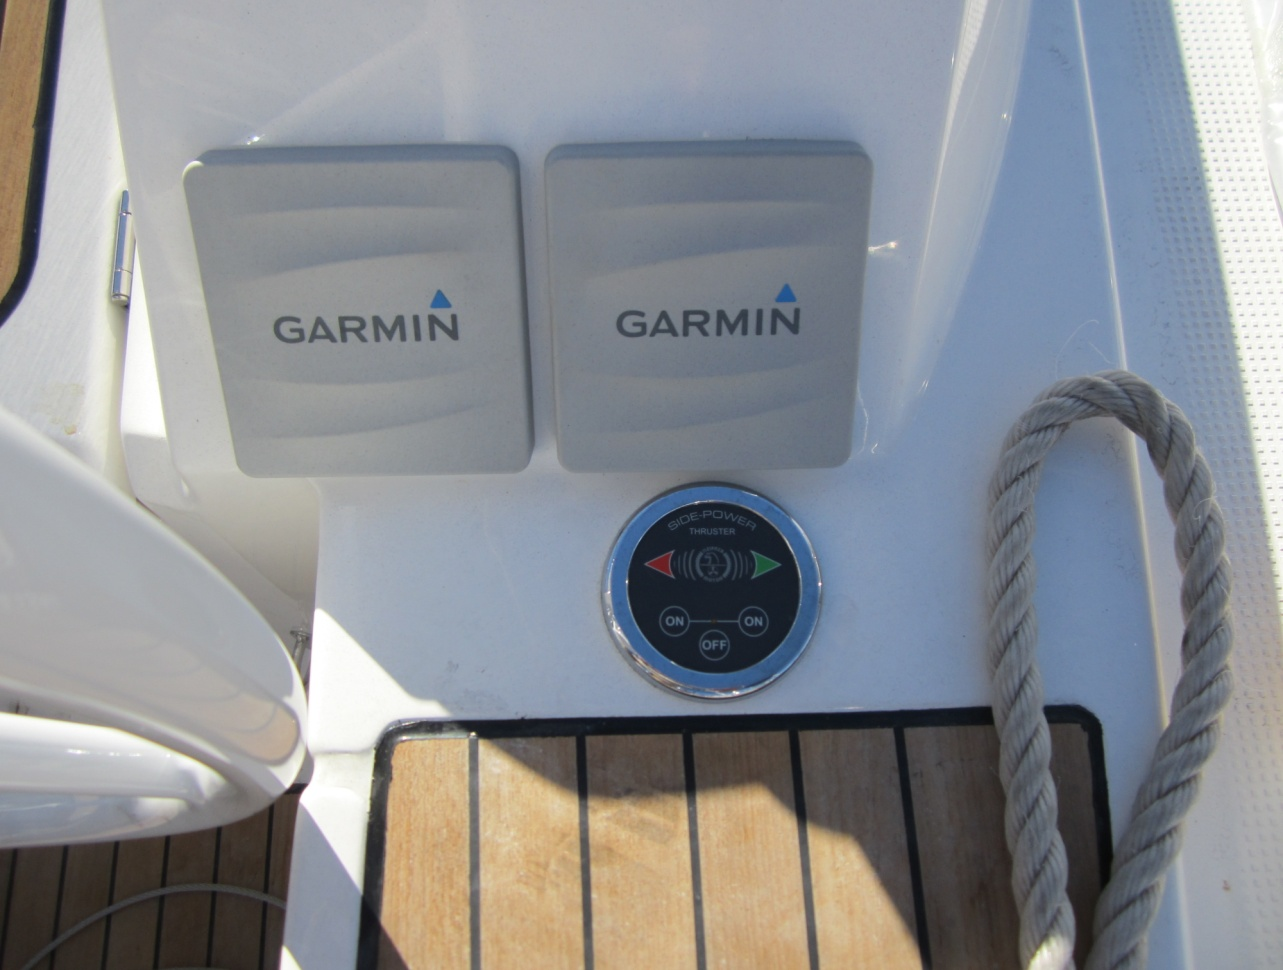 GARMIN
GARMIN
SIDE-POWER
THRUSTER
ON
ON
OFF